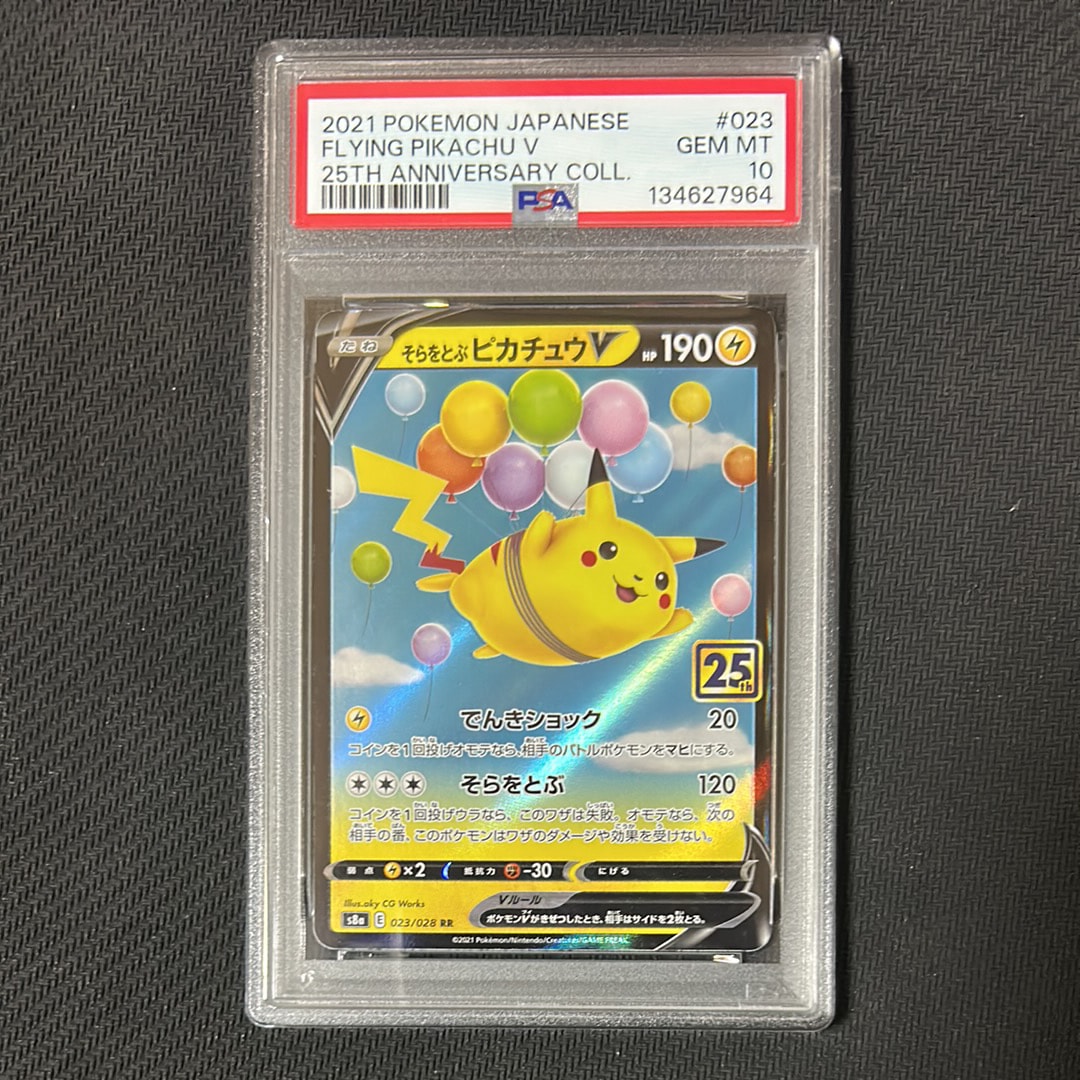 2021 POKEMON JAPANESE #023
FLYING PIKACHU V GEM MT
25TH ANNIVERSARY COLL. 10
PSA 134627964
たね そらをとぶピカチュウV HP 190
25th
でんきショック 20
コインを1回投げオモテなら、相手のバトルポケモンをマヒにする。
そらをとぶ 120
コインを1回投げウラなら、このワザは失敗。オモテなら、次の
相手の番、このポケモンはワザのダメージや効果を受けない。
弱点 ×2 抵抗力 -30 にげる
Illus.aky CG Works
Vルール
s8a E 023/028 RR
ポケモンVがきぜつしたとき、相手はサイドを2枚とる。
©2021 Pokémon/Nintendo/Creatures/GAME FREAK.